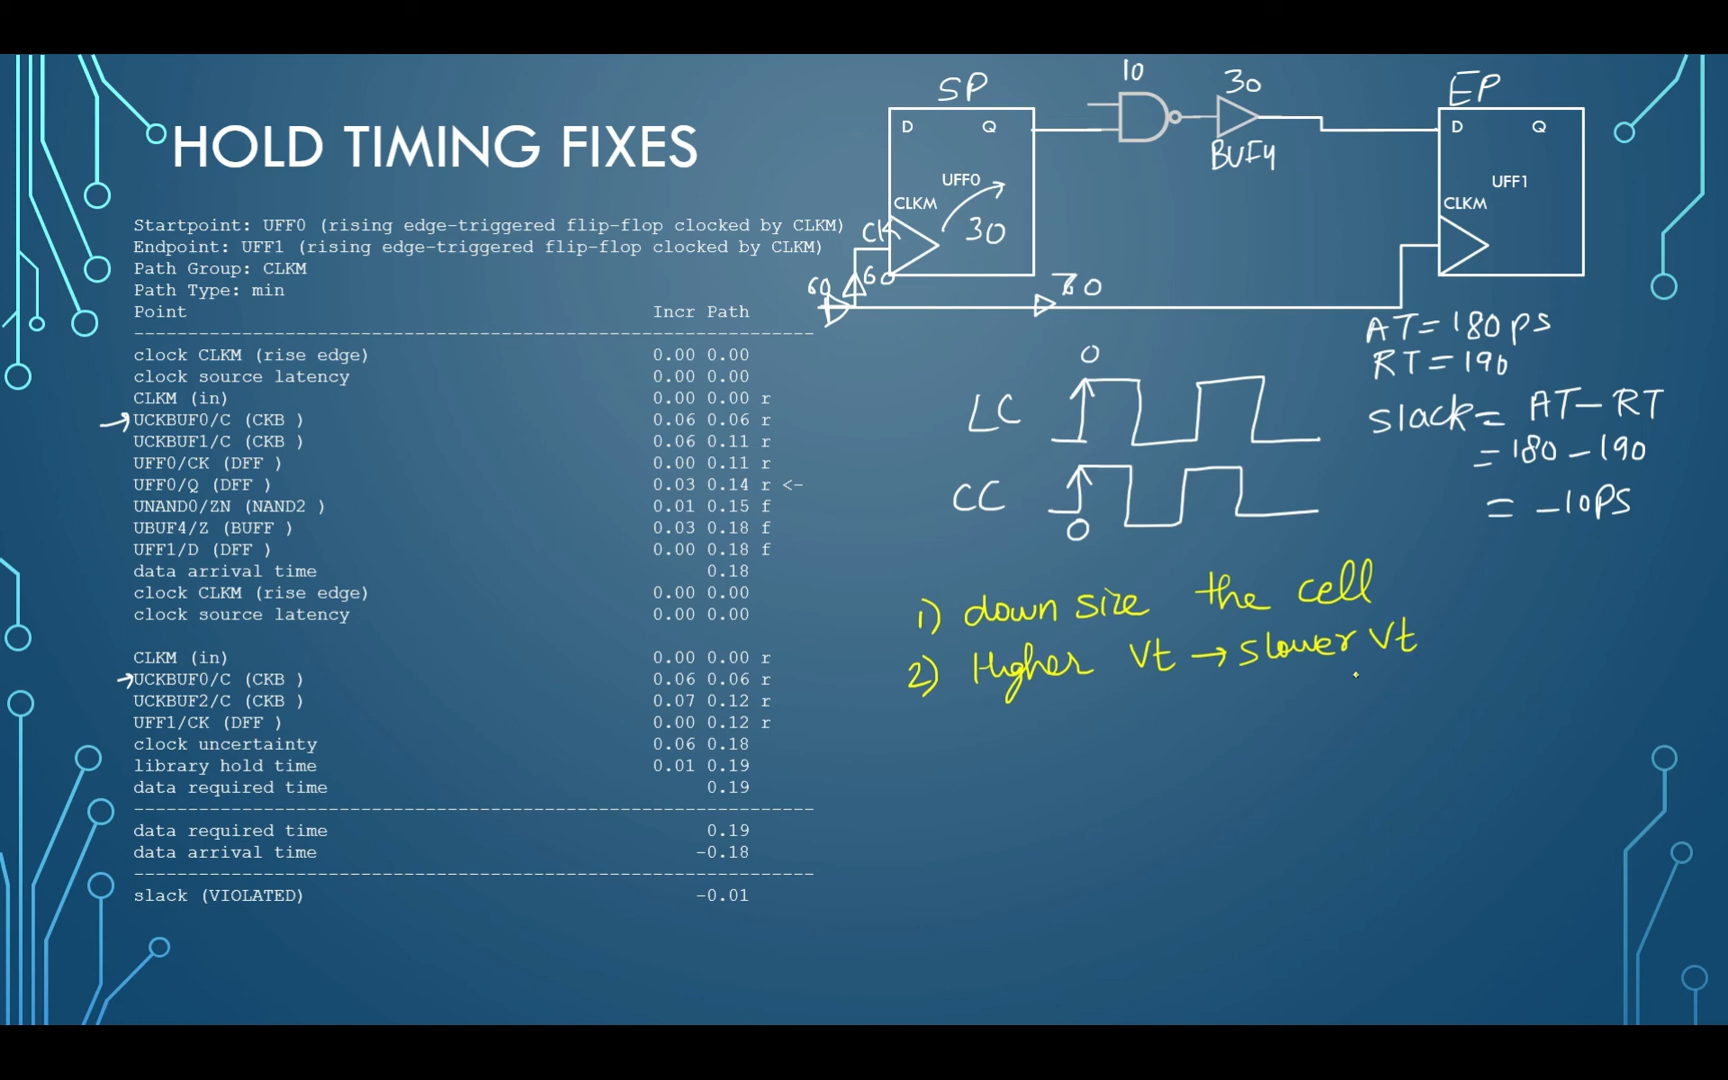 HOLD TIMING FIXES
Startpoint: UFF0 (rising edge-triggered flip-flop clocked by CLKM)
Endpoint: UFF1 (rising edge-triggered flip-flop clocked by CLKM)
Path Group: CLKM
Path Type: min
Point Incr Path
clock CLKM (rise edge) 0.00 0.00
clock source latency 0.00 0.00
CLKM (in) 0.00 0.00 r
UCKBUF0/C (CKB ) 0.06 0.06 r
UCKBUF1/C (CKB ) 0.06 0.11 r
UFF0/CK (DFF ) 0.00 0.11 r
UFF0/Q (DFF ) 0.03 0.14 r <-
UNAND0/ZN (NAND2 ) 0.01 0.15 f
UBUF4/Z (BUFF ) 0.03 0.18 f
UFF1/D (DFF ) 0.00 0.18 f
data arrival time 0.18
clock CLKM (rise edge) 0.00 0.00
clock source latency 0.00 0.00
CLKM (in) 0.00 0.00 r
UCKBUF0/C (CKB ) 0.06 0.06 r
UCKBUF2/C (CKB ) 0.07 0.12 r
UFF1/CK (DFF ) 0.00 0.12 r
clock uncertainty 0.06 0.18
library hold time 0.01 0.19
data required time 0.19
data required time 0.19
data arrival time -0.18
slack (VIOLATED) -0.01
SP
D Q
UFF0
CLKM
30
60
60
10
30
BUF4
EP
D Q
UFF1
CLKM
AT = 180 ps
RT = 190
slack = AT - RT
= 180 - 190
= -10 PS
0
LC
CC
0
1) down size the cell
2) Higher Vt → slower Vt